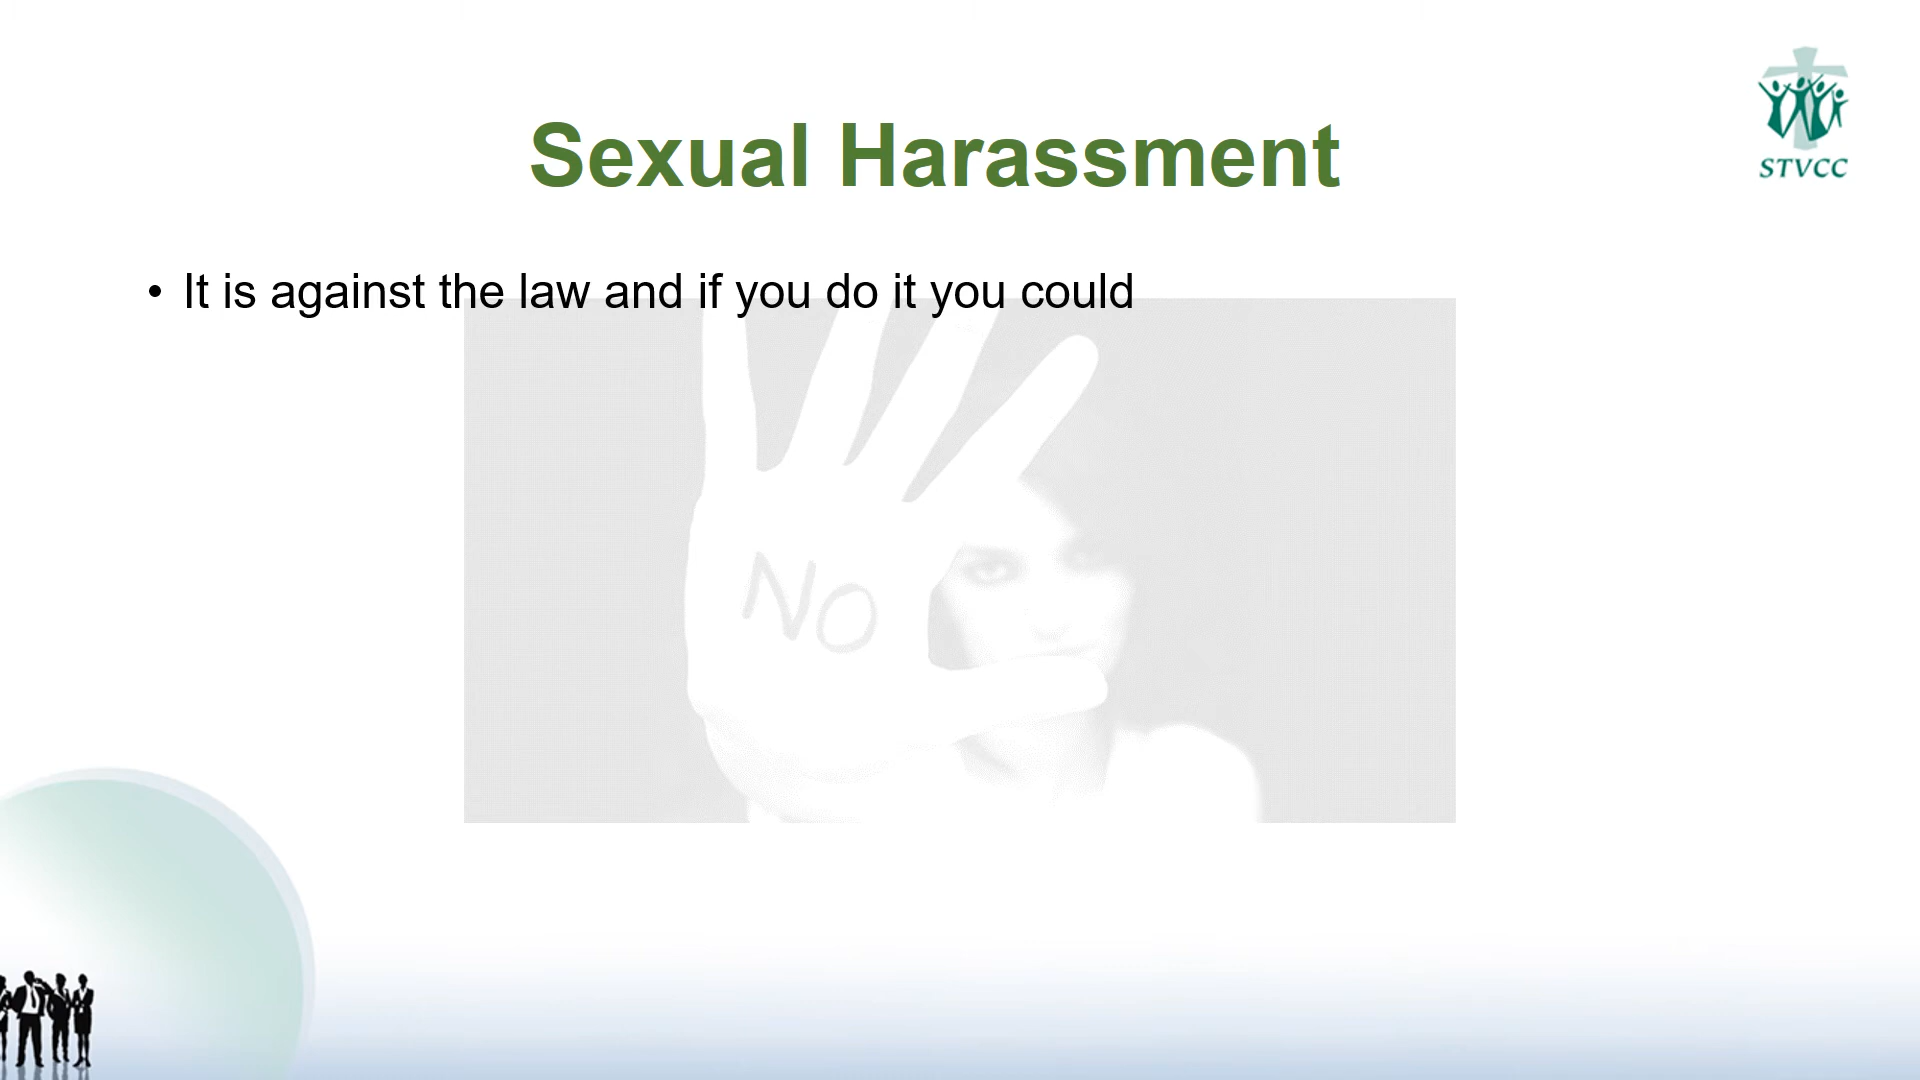 STVCC
Sexual Harassment
• It is against the law and if you do it you could
NO